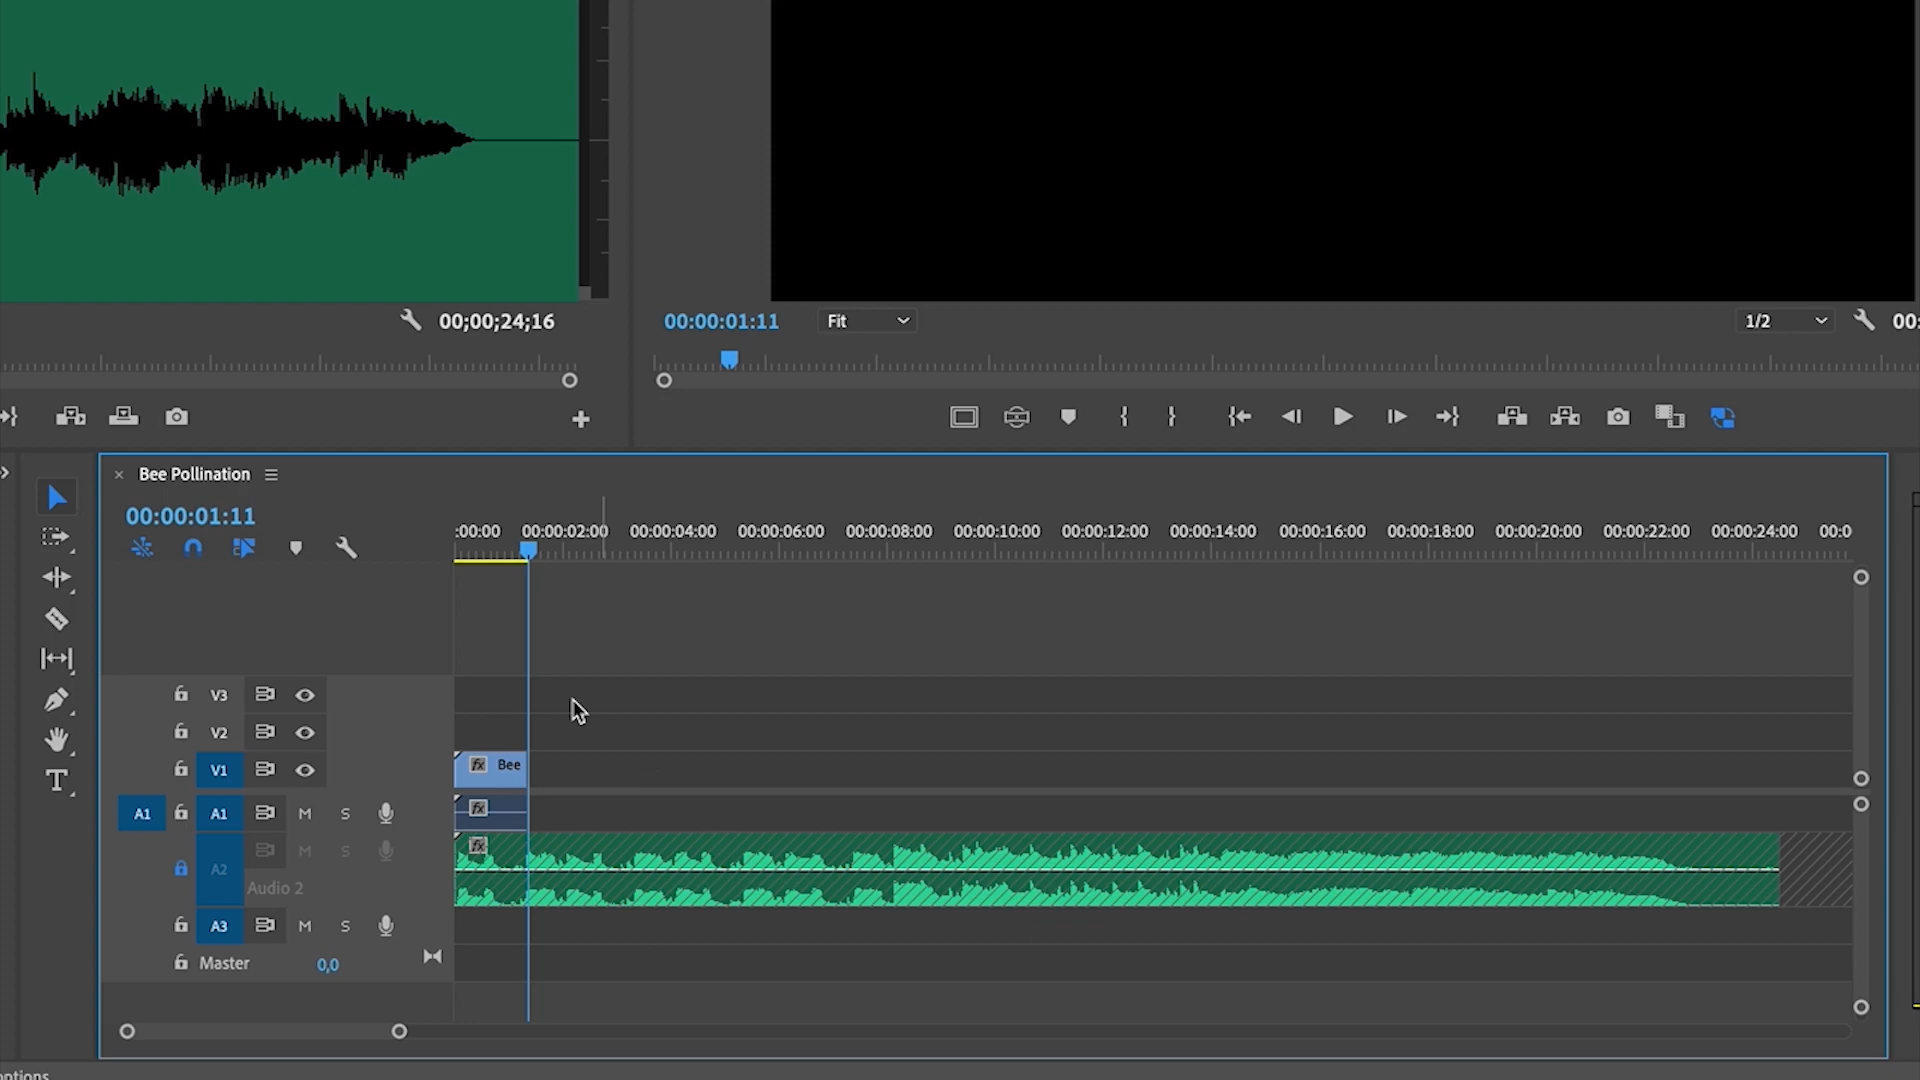 00;00;24;16
00:00:01:11 Fit 1/2 00:
Bee Pollination
00:00:01:11
:00:00 00:00:02:00 00:00:04:00 00:00:06:00 00:00:08:00 00:00:10:00 00:00:12:00 00:00:14:00 00:00:16:00 00:00:18:00 00:00:20:00 00:00:22:00 00:00:24:00 00:0
V3
V2
V1 fx Bee
A1 A1 M S fx
A2 M S fx
Audio 2
A3 M S
Master 0,0
options